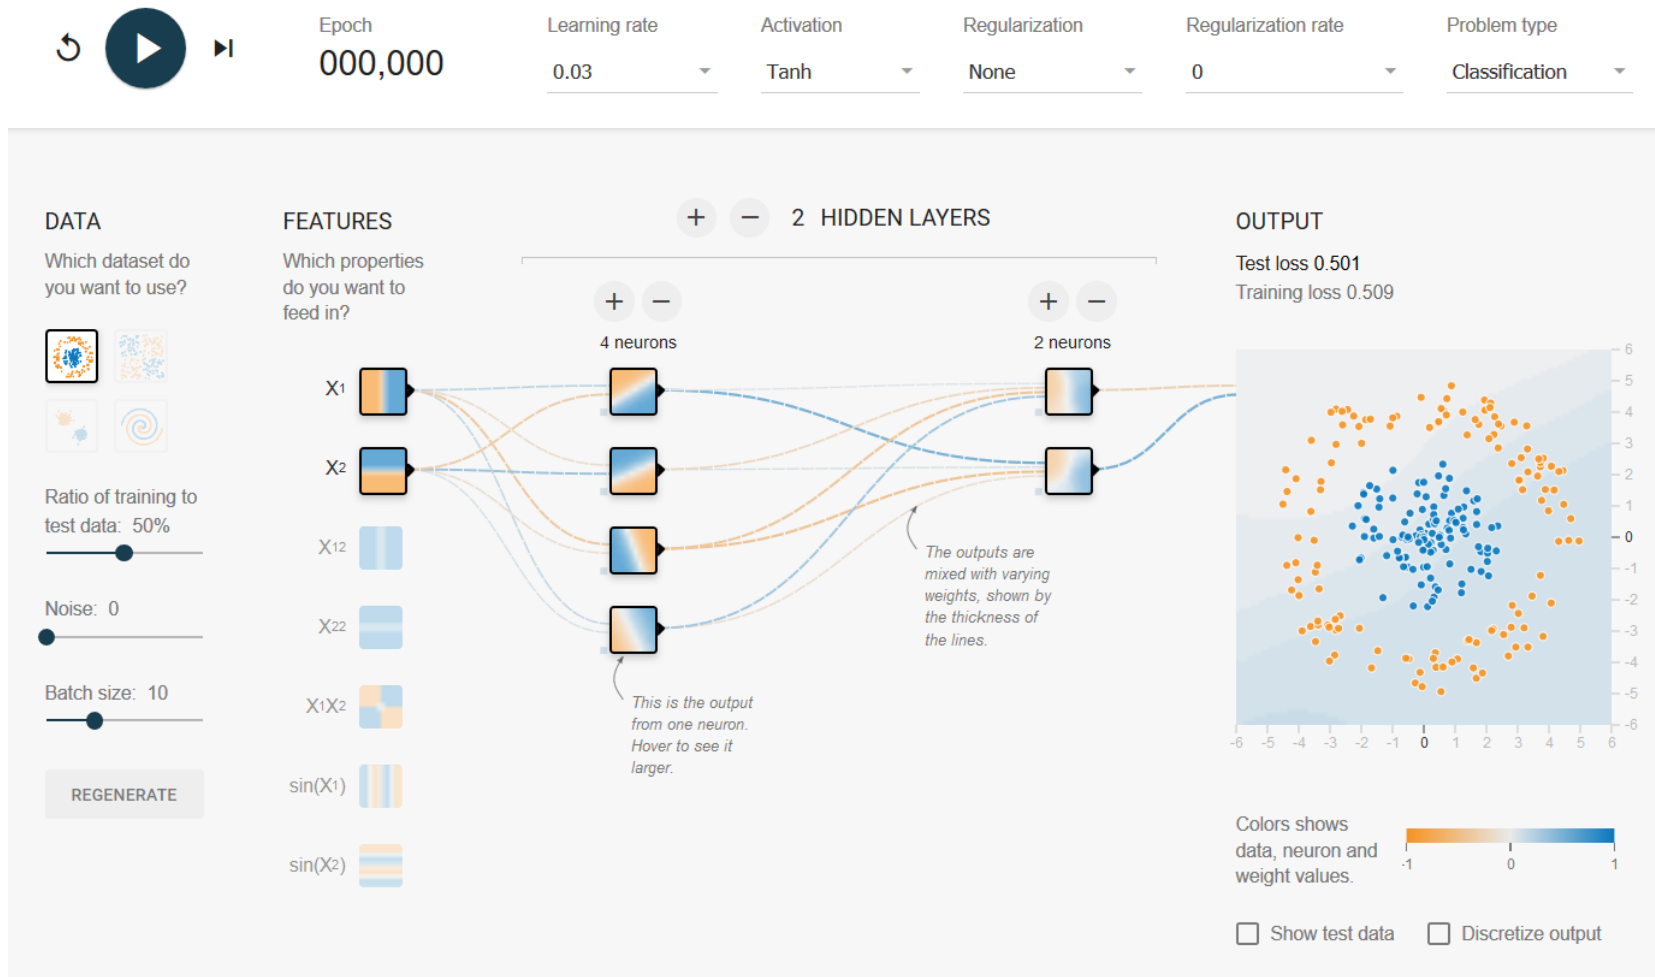 Epoch
000,000
Learning rate
0.03
Activation
Tanh
Regularization
None
Regularization rate
0
Problem type
Classification
DATA
Which dataset do
you want to use?
Ratio of training to
test data: 50%
Noise: 0
Batch size: 10
REGENERATE
FEATURES
Which properties
do you want to
feed in?
X1
X2
X12
X22
X1X2
sin(X1)
sin(X2)
+ − 2 HIDDEN LAYERS
+ −
4 neurons
+ −
2 neurons
The outputs are
mixed with varying
weights, shown by
the thickness of
the lines.
This is the output
from one neuron.
Hover to see it
larger.
OUTPUT
Test loss 0.501
Training loss 0.509
6
5
4
3
2
1
0
-1
-2
-3
-4
-5
-6
-6 -5 -4 -3 -2 -1 0 1 2 3 4 5 6
Colors shows
data, neuron and
weight values.
-1 0 1
Show test data
Discretize output